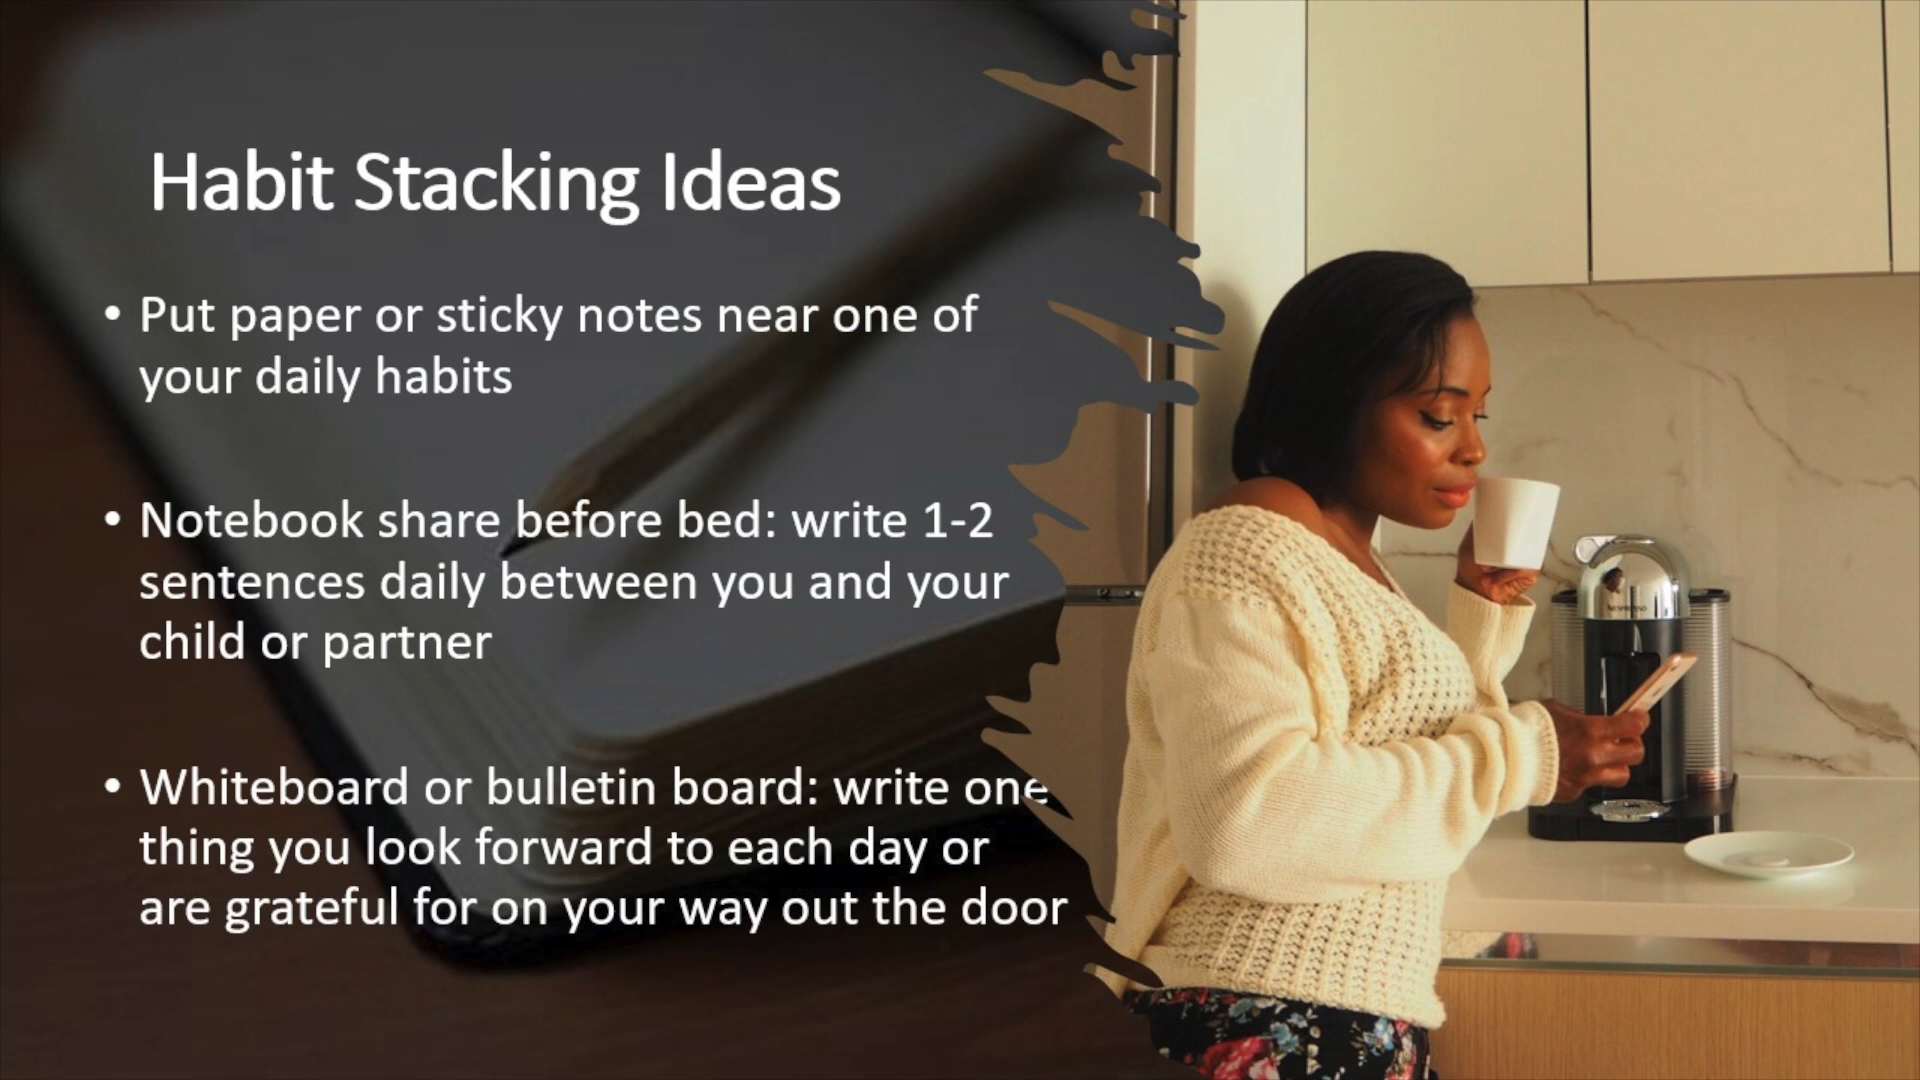 Habit Stacking Ideas
• Put paper or sticky notes near one of
your daily habits
• Notebook share before bed: write 1-2
sentences daily between you and your
child or partner
• Whiteboard or bulletin board: write one
thing you look forward to each day or
are grateful for on your way out the door
NESPRESSO